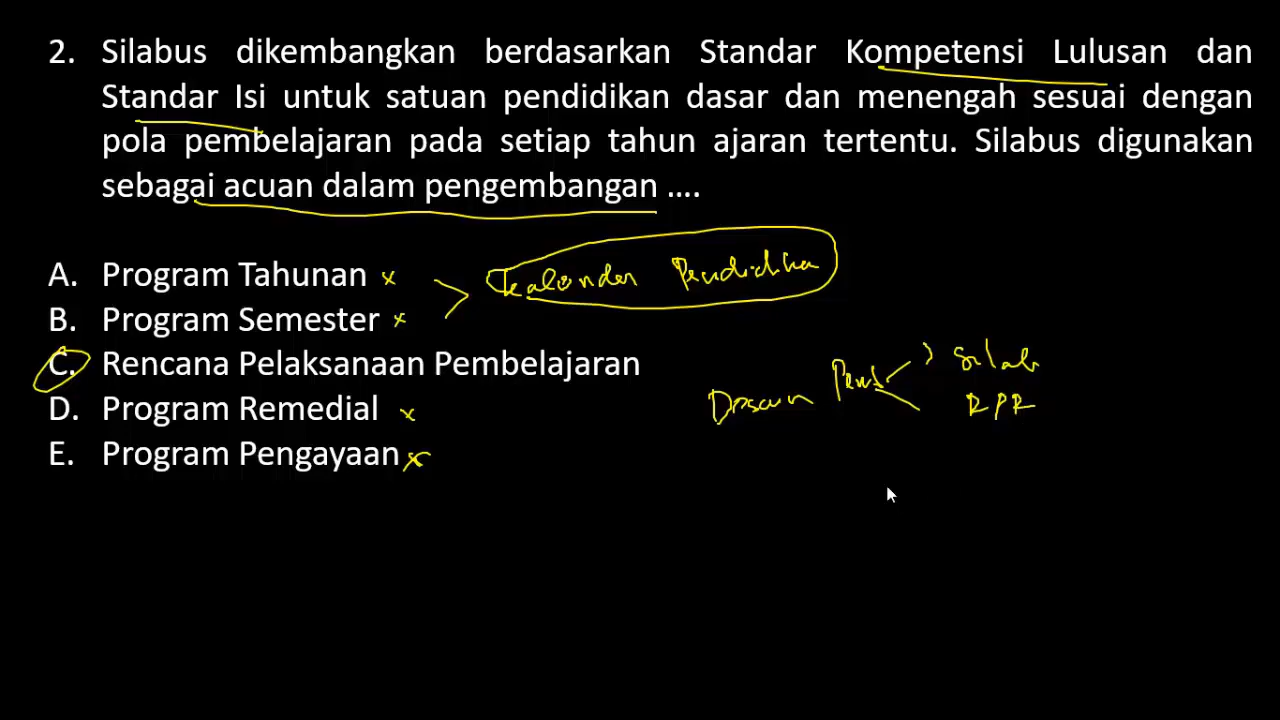 2. Silabus dikembangkan berdasarkan Standar Kompetensi Lulusan dan
Standar Isi untuk satuan pendidikan dasar dan menengah sesuai dengan
pola pembelajaran pada setiap tahun ajaran tertentu. Silabus digunakan
sebagai acuan dalam pengembangan ....
A. Program Tahunan x
B. Program Semester x
Kalender Pendidika
C. Rencana Pelaksanaan Pembelajaran
D. Program Remedial x
E. Program Pengayaan x
Silab